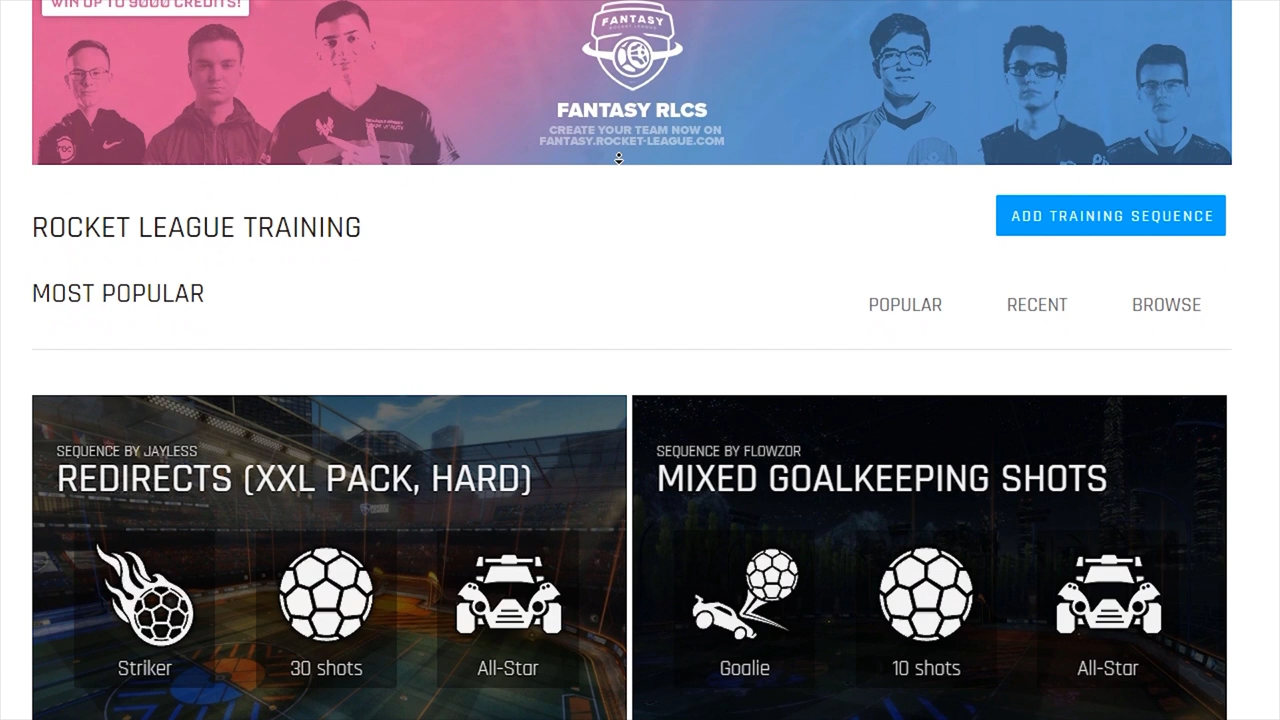 WIN UP TO 9000 CREDITS!
FANTASY
ROCKET LEAGUE
FANTASY RLCS
CREATE YOUR TEAM NOW ON
FANTASY.ROCKET-LEAGUE.COM
ROCKET LEAGUE TRAINING
ADD TRAINING SEQUENCE
MOST POPULAR
POPULAR
RECENT
BROWSE
SEQUENCE BY JAYLESS
REDIRECTS (XXL PACK, HARD)
Striker
30 shots
All-Star
SEQUENCE BY FLOWZOR
MIXED GOALKEEPING SHOTS
Goalie
10 shots
All-Star